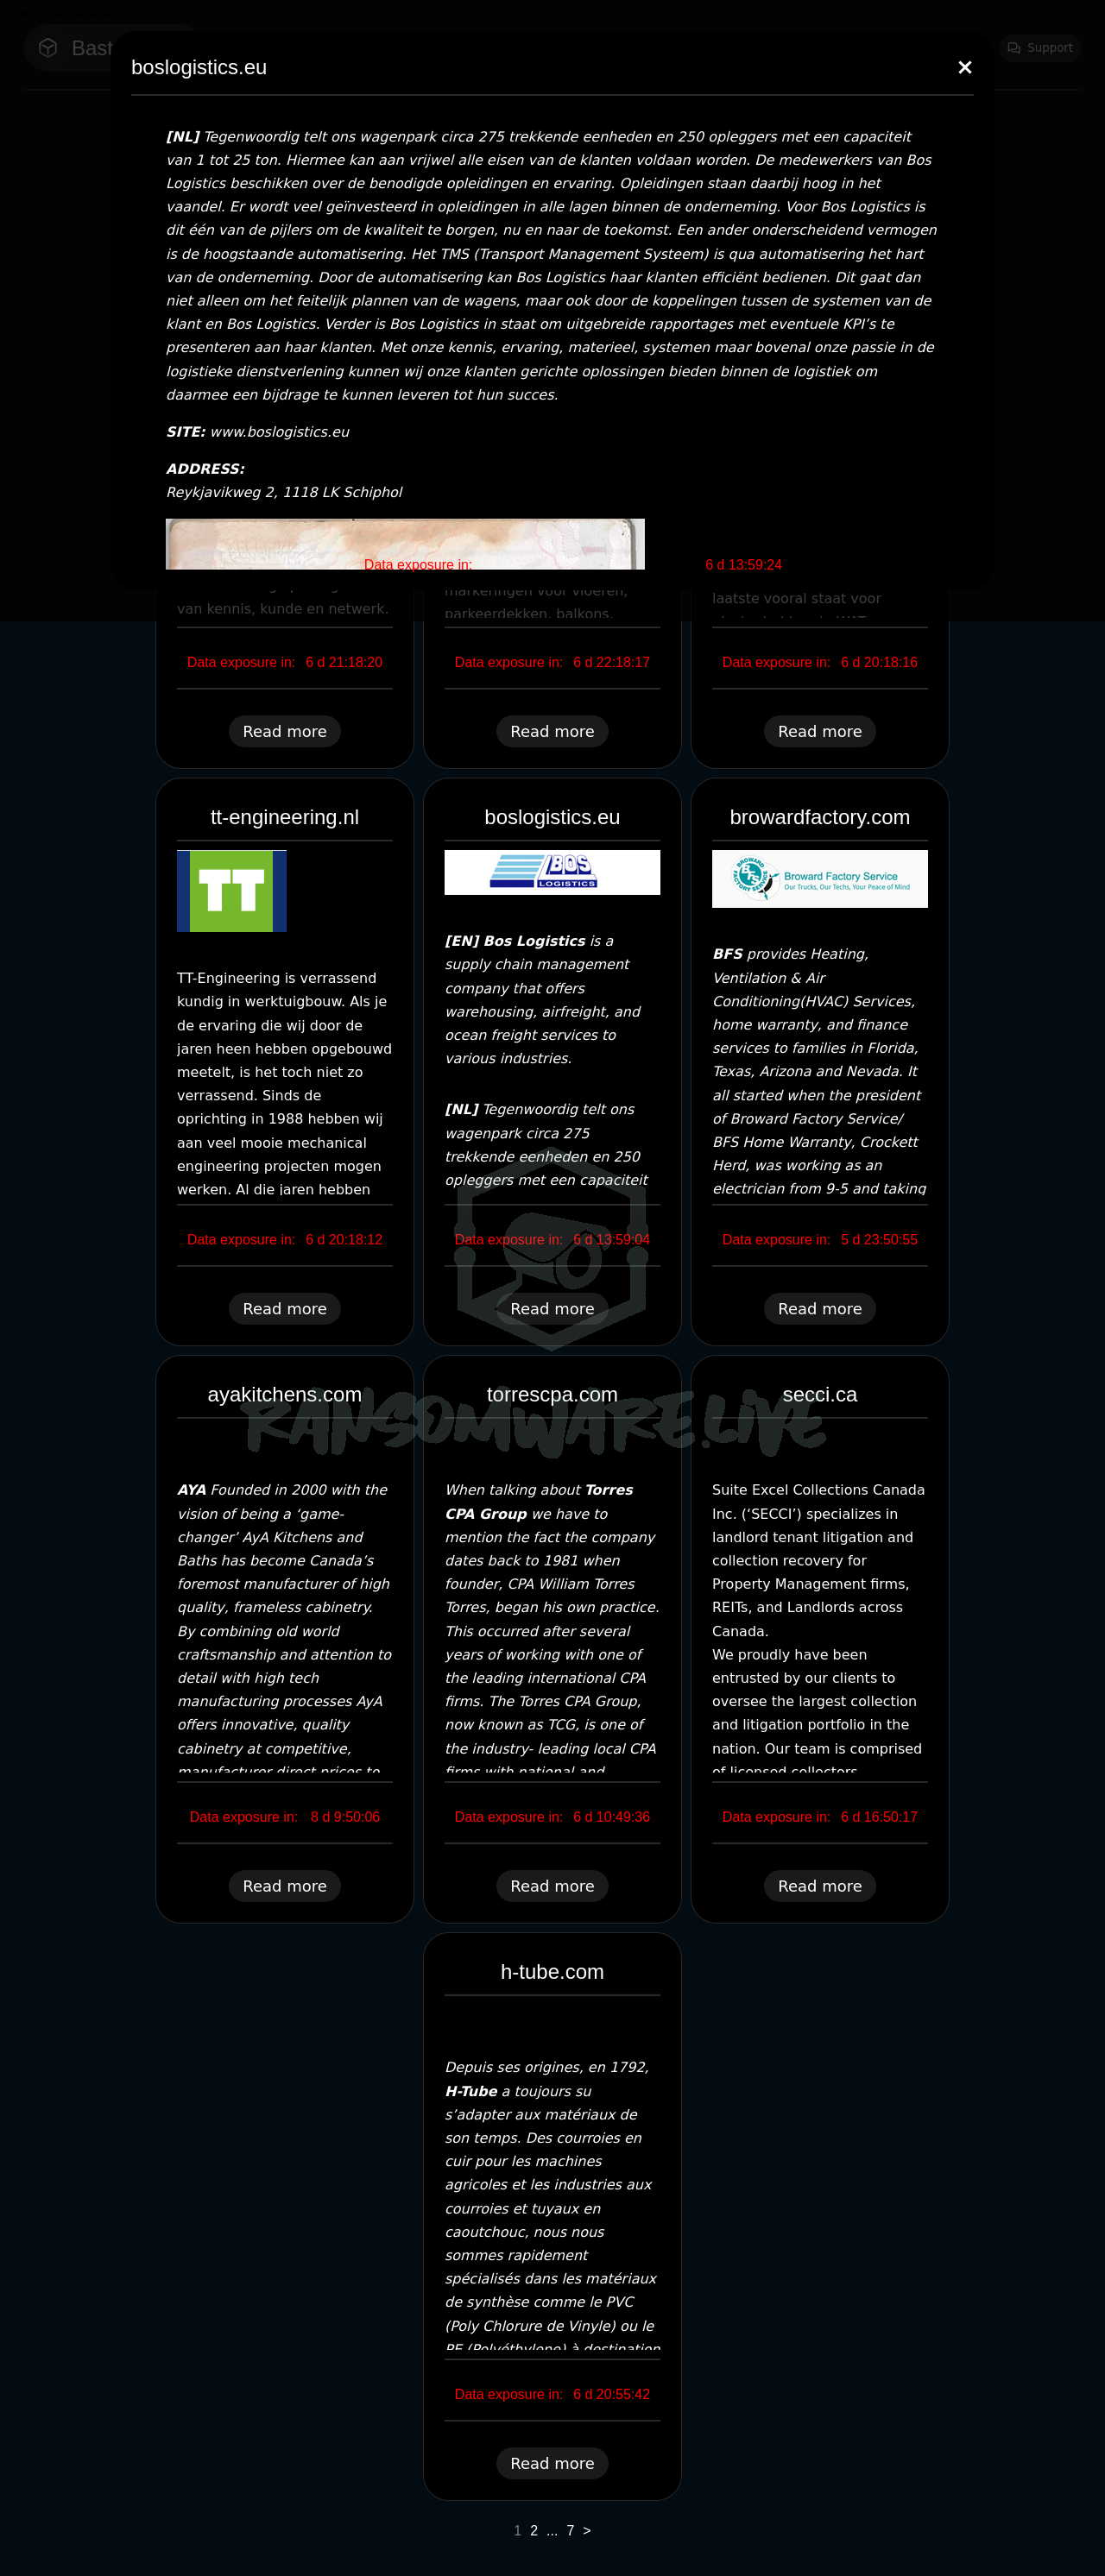 Bast
Support
boslogistics.eu
[NL] Tegenwoordig telt ons wagenpark circa 275 trekkende eenheden en 250 opleggers met een capaciteit
van 1 tot 25 ton. Hiermee kan aan vrijwel alle eisen van de klanten voldaan worden. De medewerkers van Bos
Logistics beschikken over de benodigde opleidingen en ervaring. Opleidingen staan daarbij hoog in het
vaandel. Er wordt veel geïnvesteerd in opleidingen in alle lagen binnen de onderneming. Voor Bos Logistics is
dit één van de pijlers om de kwaliteit te borgen, nu en naar de toekomst. Een ander onderscheidend vermogen
is de hoogstaande automatisering. Het TMS (Transport Management Systeem) is qua automatisering het hart
van de onderneming. Door de automatisering kan Bos Logistics haar klanten efficiënt bedienen. Dit gaat dan
niet alleen om het feitelijk plannen van de wagens, maar ook door de koppelingen tussen de systemen van de
klant en Bos Logistics. Verder is Bos Logistics in staat om uitgebreide rapportages met eventuele KPI’s te
presenteren aan haar klanten. Met onze kennis, ervaring, materieel, systemen maar bovenal onze passie in de
logistieke dienstverlening kunnen wij onze klanten gerichte oplossingen bieden binnen de logistiek om
daarmee een bijdrage te kunnen leveren tot hun succes.
SITE: www.boslogistics.eu
ADDRESS:
Reykjavikweg 2, 1118 LK Schiphol
Data exposure in: 6 d 13:59:24
van kennis, kunde en netwerk.
Data exposure in: 6 d 21:18:20
Read more
markeringen voor vloeren,
parkeerdekken, balkons,
Data exposure in: 6 d 22:18:17
Read more
laatste vooral staat voor
Data exposure in: 6 d 20:18:16
Read more
tt-engineering.nl
TT
TT-Engineering is verrassend
kundig in werktuigbouw. Als je
de ervaring die wij door de
jaren heen hebben opgebouwd
meetelt, is het toch niet zo
verrassend. Sinds de
oprichting in 1988 hebben wij
aan veel mooie mechanical
engineering projecten mogen
werken. Al die jaren hebben
Data exposure in: 6 d 20:18:12
Read more
boslogistics.eu
BOS
LOGISTICS
[EN] Bos Logistics is a
supply chain management
company that offers
warehousing, airfreight, and
ocean freight services to
various industries.
[NL] Tegenwoordig telt ons
wagenpark circa 275
trekkende eenheden en 250
opleggers met een capaciteit
Data exposure in: 6 d 13:59:04
Read more
browardfactory.com
BROWARD
BFS
FACTORY SERVICE
Broward Factory Service
Our Trucks, Our Techs, Your Peace of Mind
BFS provides Heating,
Ventilation & Air
Conditioning(HVAC) Services,
home warranty, and finance
services to families in Florida,
Texas, Arizona and Nevada. It
all started when the president
of Broward Factory Service/
BFS Home Warranty, Crockett
Herd, was working as an
electrician from 9-5 and taking
Data exposure in: 5 d 23:50:55
Read more
RANSOMWARE.LIVE
ayakitchens.com
AYA Founded in 2000 with the
vision of being a ‘game-
changer’ AyA Kitchens and
Baths has become Canada’s
foremost manufacturer of high
quality, frameless cabinetry.
By combining old world
craftsmanship and attention to
detail with high tech
manufacturing processes AyA
offers innovative, quality
cabinetry at competitive,
manufacturer direct prices to
Data exposure in: 8 d 9:50:06
Read more
torrescpa.com
When talking about Torres
CPA Group we have to
mention the fact the company
dates back to 1981 when
founder, CPA William Torres
Torres, began his own practice.
This occurred after several
years of working with one of
the leading international CPA
firms. The Torres CPA Group,
now known as TCG, is one of
the industry- leading local CPA
firms with national and
Data exposure in: 6 d 10:49:36
Read more
secci.ca
Suite Excel Collections Canada
Inc. (‘SECCI’) specializes in
landlord tenant litigation and
collection recovery for
Property Management firms,
REITs, and Landlords across
Canada.
We proudly have been
entrusted by our clients to
oversee the largest collection
and litigation portfolio in the
nation. Our team is comprised
of licensed collectors
Data exposure in: 6 d 16:50:17
Read more
h-tube.com
Depuis ses origines, en 1792,
H-Tube a toujours su
s’adapter aux matériaux de
son temps. Des courroies en
cuir pour les machines
agricoles et les industries aux
courroies et tuyaux en
caoutchouc, nous nous
sommes rapidement
spécialisés dans les matériaux
de synthèse comme le PVC
(Poly Chlorure de Vinyle) ou le
PE (Polyéthylene) à destination
Data exposure in: 6 d 20:55:42
Read more
1 2 ... 7 >